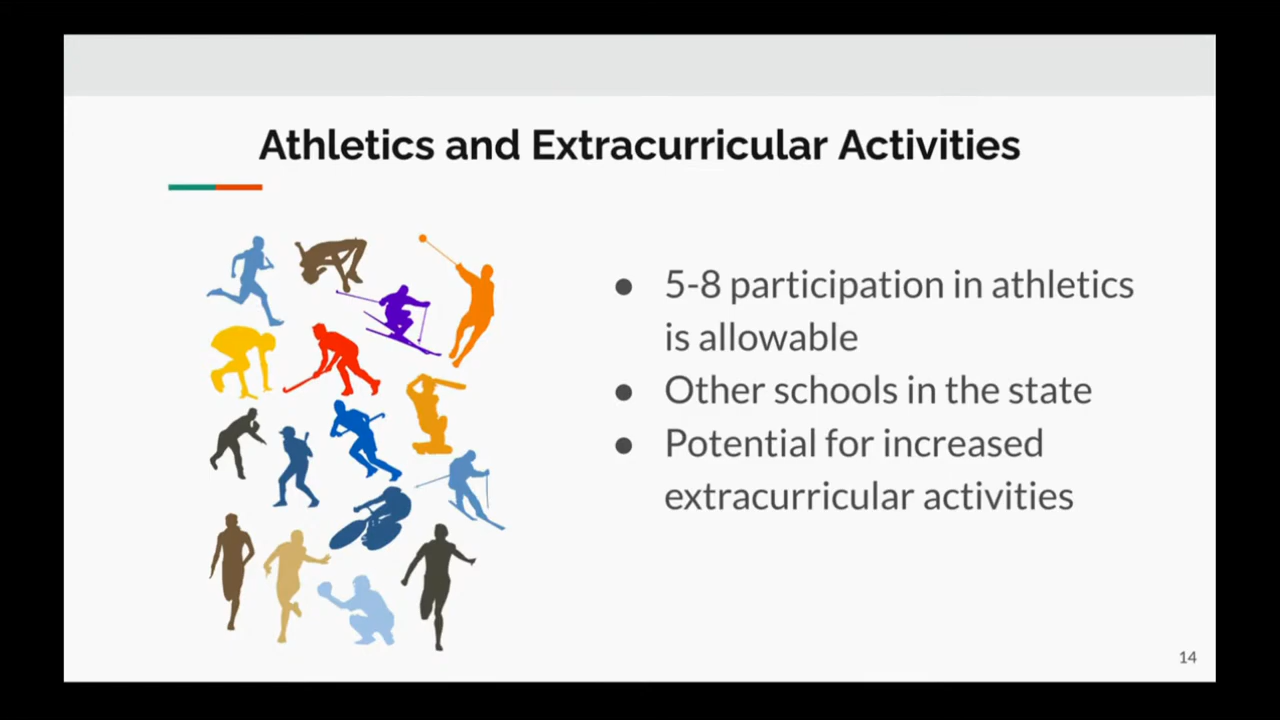 Athletics and Extracurricular Activities
● 5-8 participation in athletics
is allowable
● Other schools in the state
● Potential for increased
extracurricular activities
14